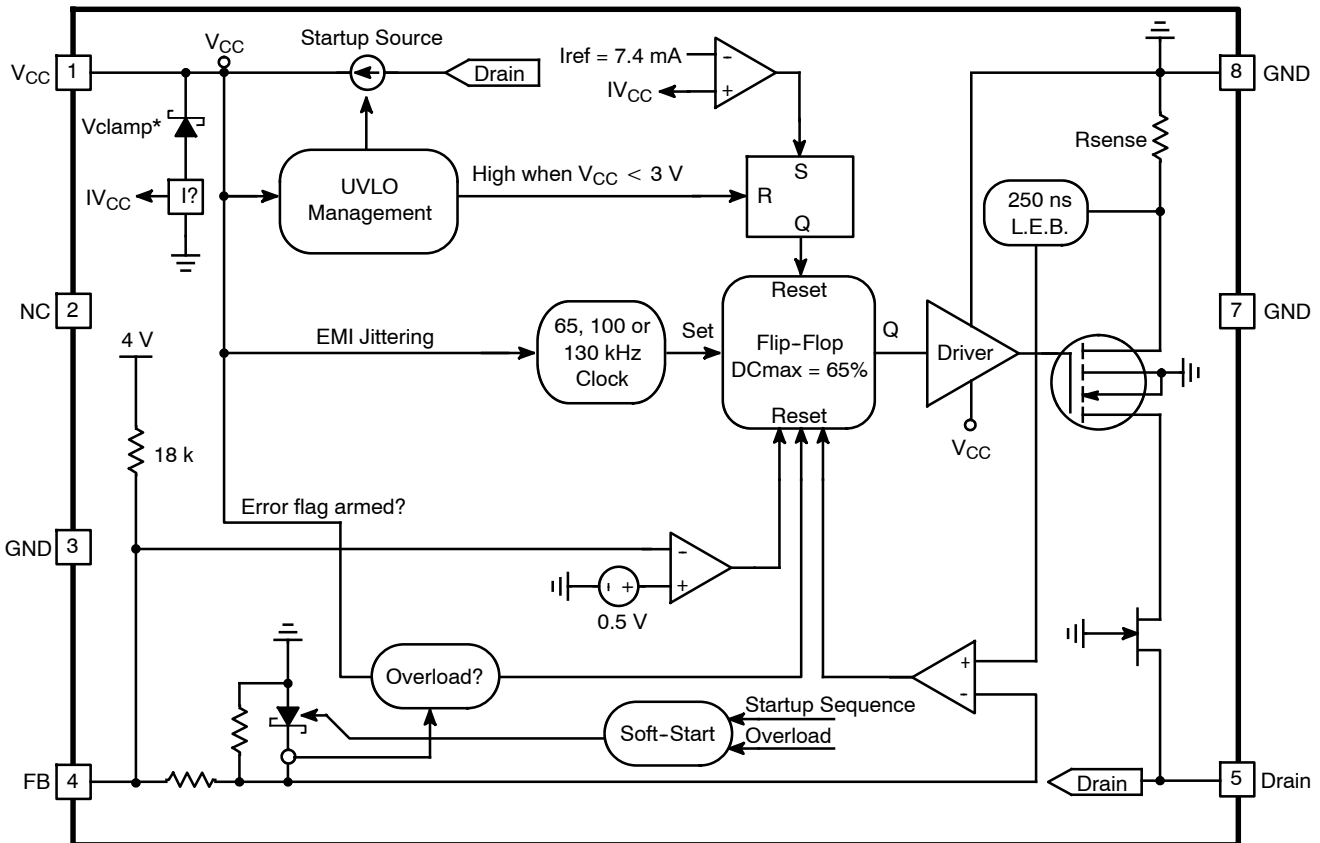 VCC
Startup Source
Iref = 7.4 mA
-
VCC
1
Drain
IVCC
+
8
GND
Vclamp*
Rsense
UVLO
Management
High when VCC < 3 V
S
R
Q
250 ns
L.E.B.
IVCC
I?
Reset
NC
2
7
GND
4 V
EMI Jittering
65, 100 or
130 kHz
Clock
Set
Flip-Flop
DCmax = 65%
Q
Driver
Reset
VCC
18 k
Error flag armed?
GND
3
-
+
- +
0.5 V
Overload?
+
-
Startup Sequence
Soft-Start
Overload
FB
4
Drain
5
Drain